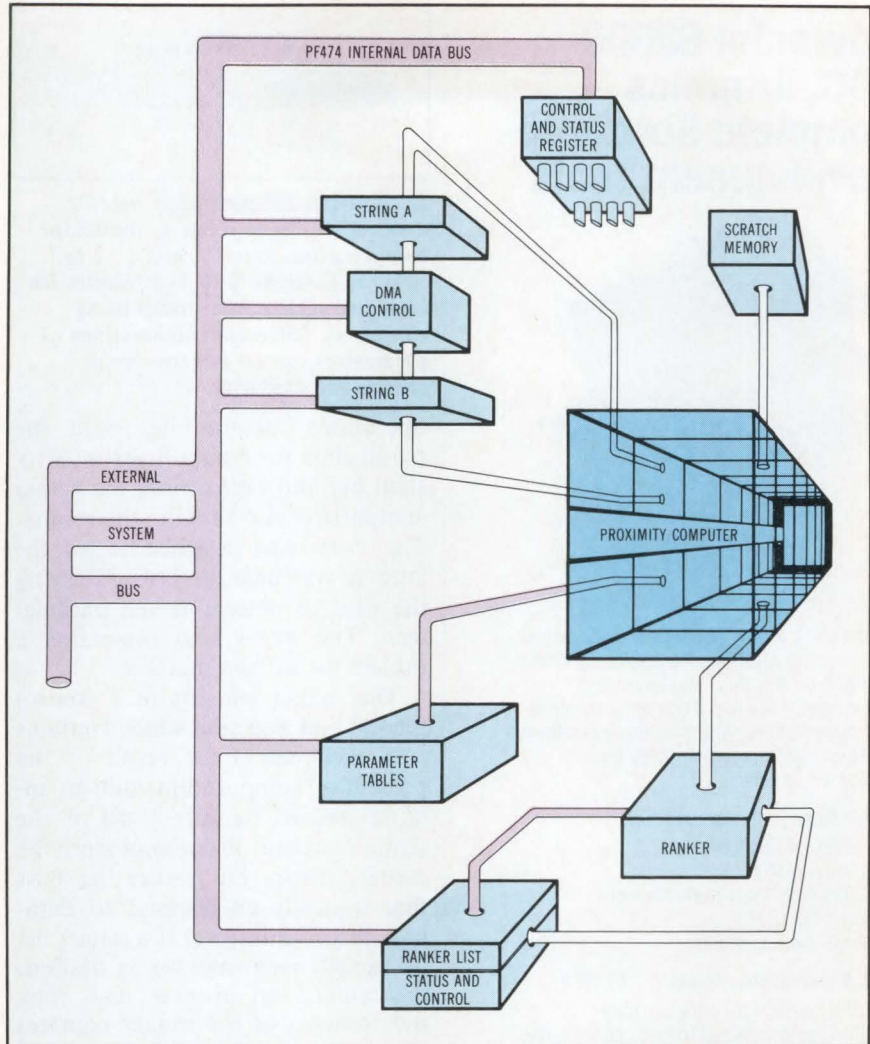 PF474 INTERNAL DATA BUS
CONTROL
AND STATUS
REGISTER
STRING A
SCRATCH
MEMORY
DMA
CONTROL
STRING B
EXTERNAL
PROXIMITY COMPUTER
SYSTEM
BUS
PARAMETER
TABLES
RANKER
RANKER LIST
STATUS AND
CONTROL